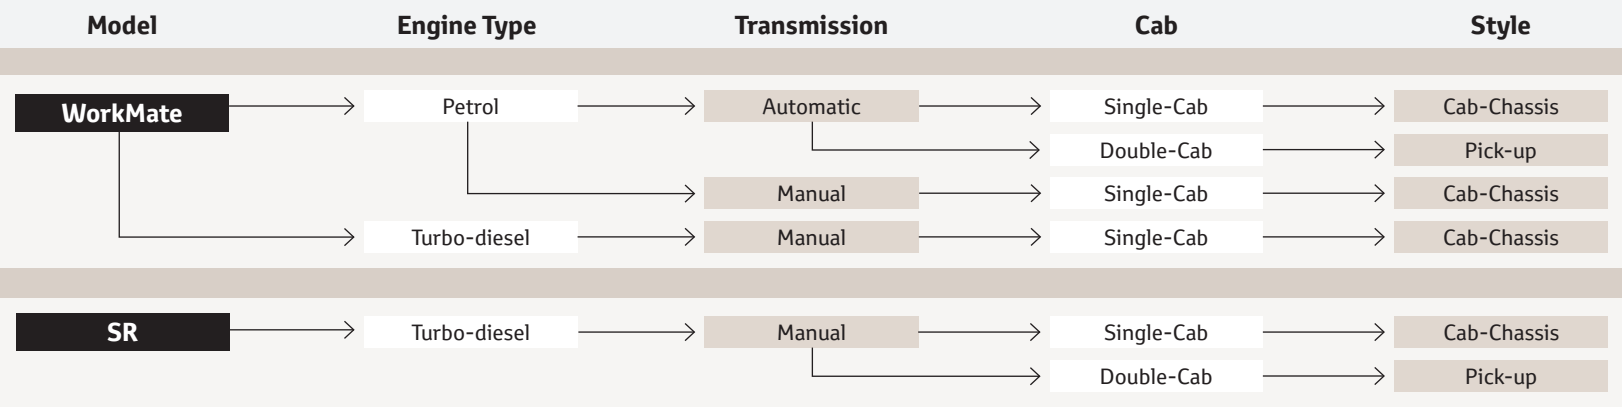 Model Engine Type Transmission Cab Style
WorkMate Petrol Automatic Single-Cab Cab-Chassis
Double-Cab Pick-up
Manual Single-Cab Cab-Chassis
Turbo-diesel Manual Single-Cab Cab-Chassis
SR Turbo-diesel Manual Single-Cab Cab-Chassis
Double-Cab Pick-up